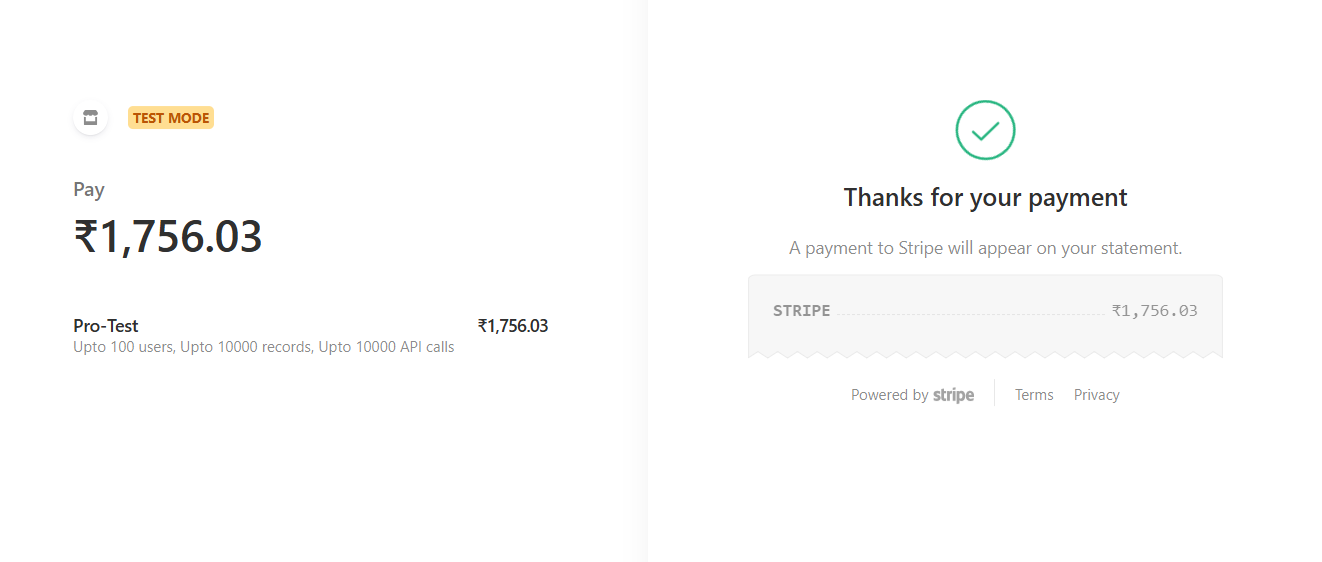 TEST MODE
Pay
₹1,756.03
Pro-Test ₹1,756.03
Upto 100 users, Upto 10000 records, Upto 10000 API calls
Thanks for your payment
A payment to Stripe will appear on your statement.
STRIPE ₹1,756.03
Powered by stripe Terms Privacy